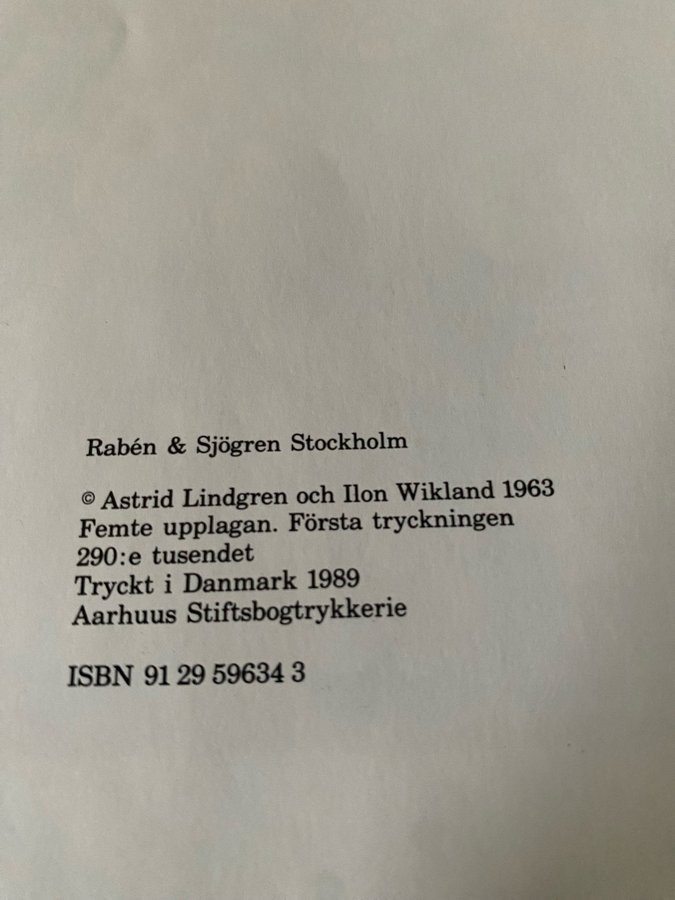 Rabén & Sjögren Stockholm
© Astrid Lindgren och Ilon Wikland 1963
Femte upplagan. Första tryckningen
290:e tusendet
Tryckt i Danmark 1989
Aarhuus Stiftsbogtrykkerie
ISBN 91 29 59634 3